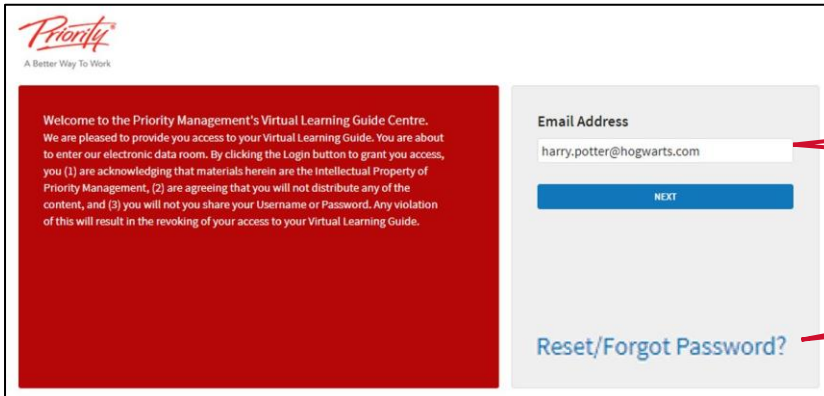 Priority®
A Better Way To Work
Welcome to the Priority Management's Virtual Learning Guide Centre.
We are pleased to provide you access to your Virtual Learning Guide. You are about
to enter our electronic data room. By clicking the Login button to grant you access,
you (1) are acknowledging that materials herein are the Intellectual Property of
Priority Management, (2) are agreeing that you will not distribute any of the
content, and (3) you will not you share your Username or Password. Any violation
of this will result in the revoking of your access to your Virtual Learning Guide.
Email Address
harry.potter@hogwarts.com
NEXT
Reset/Forgot Password?